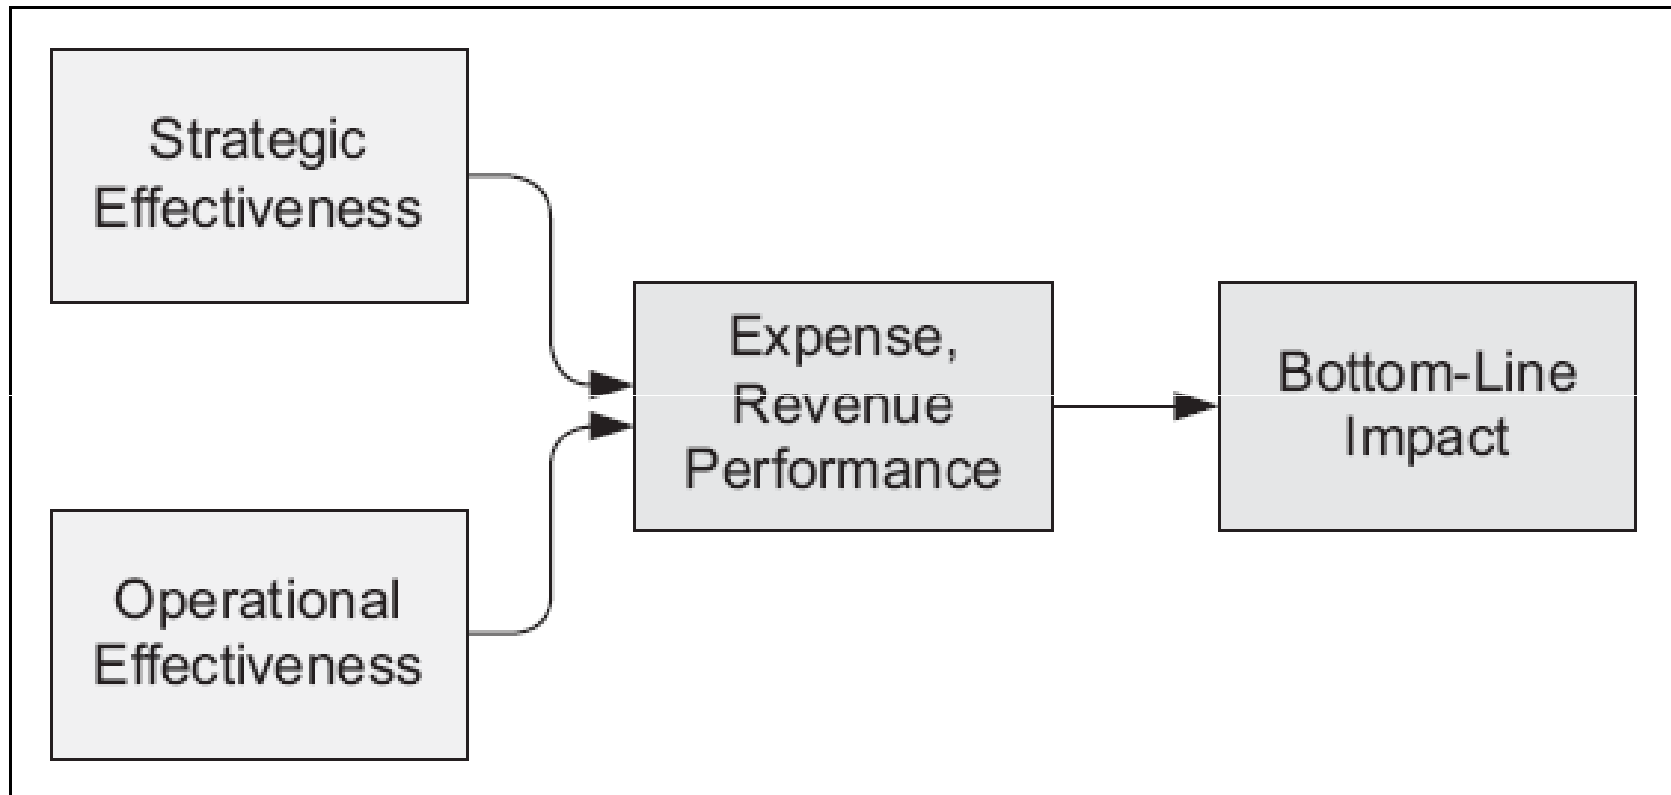 Strategic
Effectiveness
Operational
Effectiveness
Expense,
Revenue
Performance
Bottom-Line
Impact